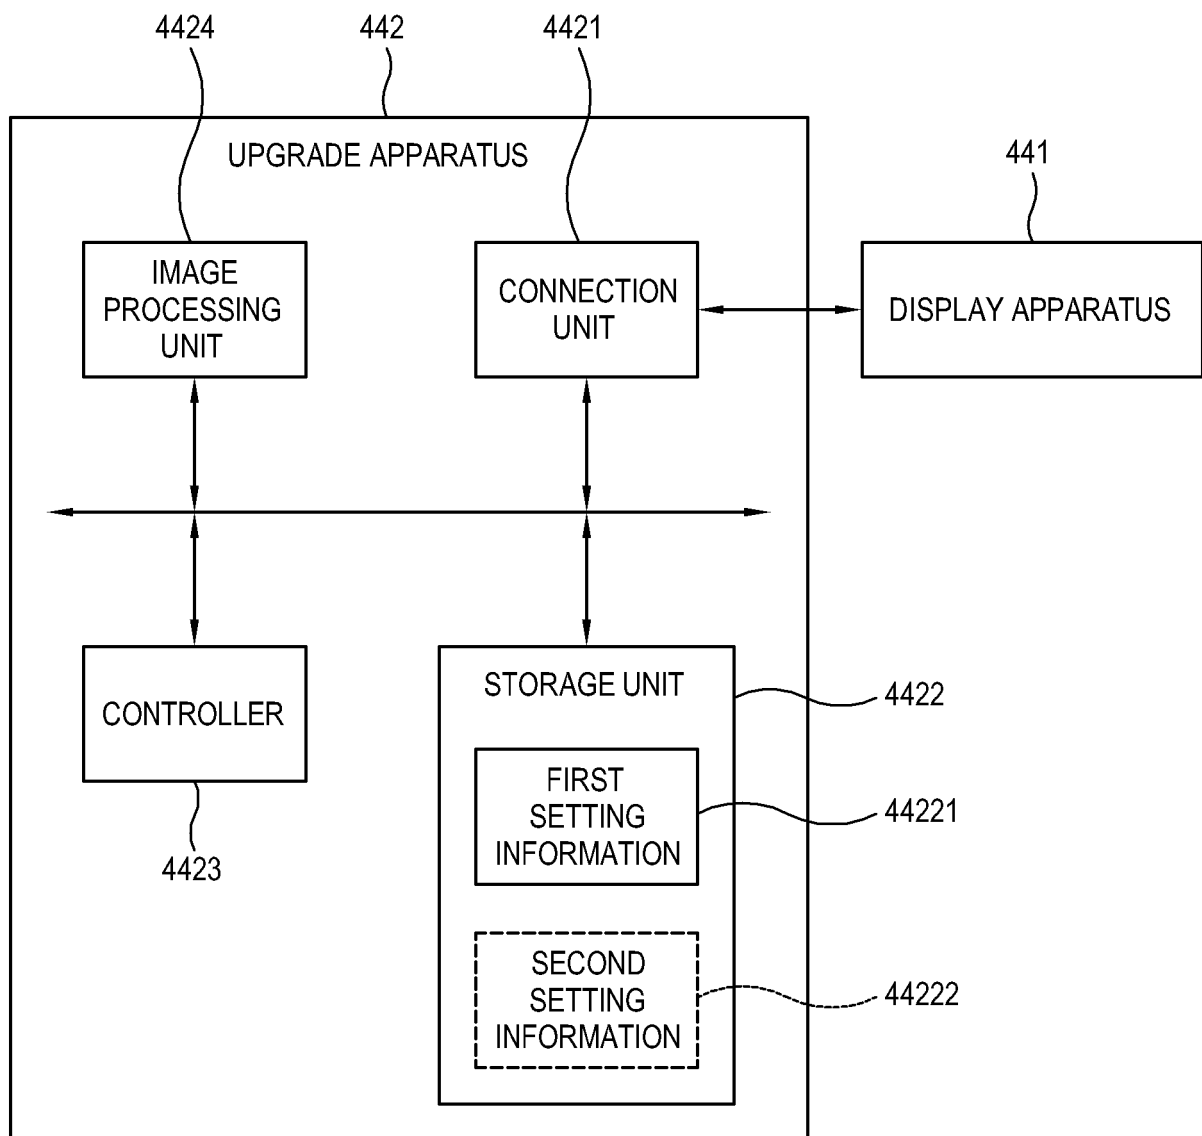 4424
442
4421
UPGRADE APPARATUS
441
IMAGE
PROCESSING
UNIT
CONNECTION
UNIT
DISPLAY APPARATUS
CONTROLLER
4423
STORAGE UNIT
4422
FIRST
SETTING
INFORMATION
44221
SECOND
SETTING
INFORMATION
44222